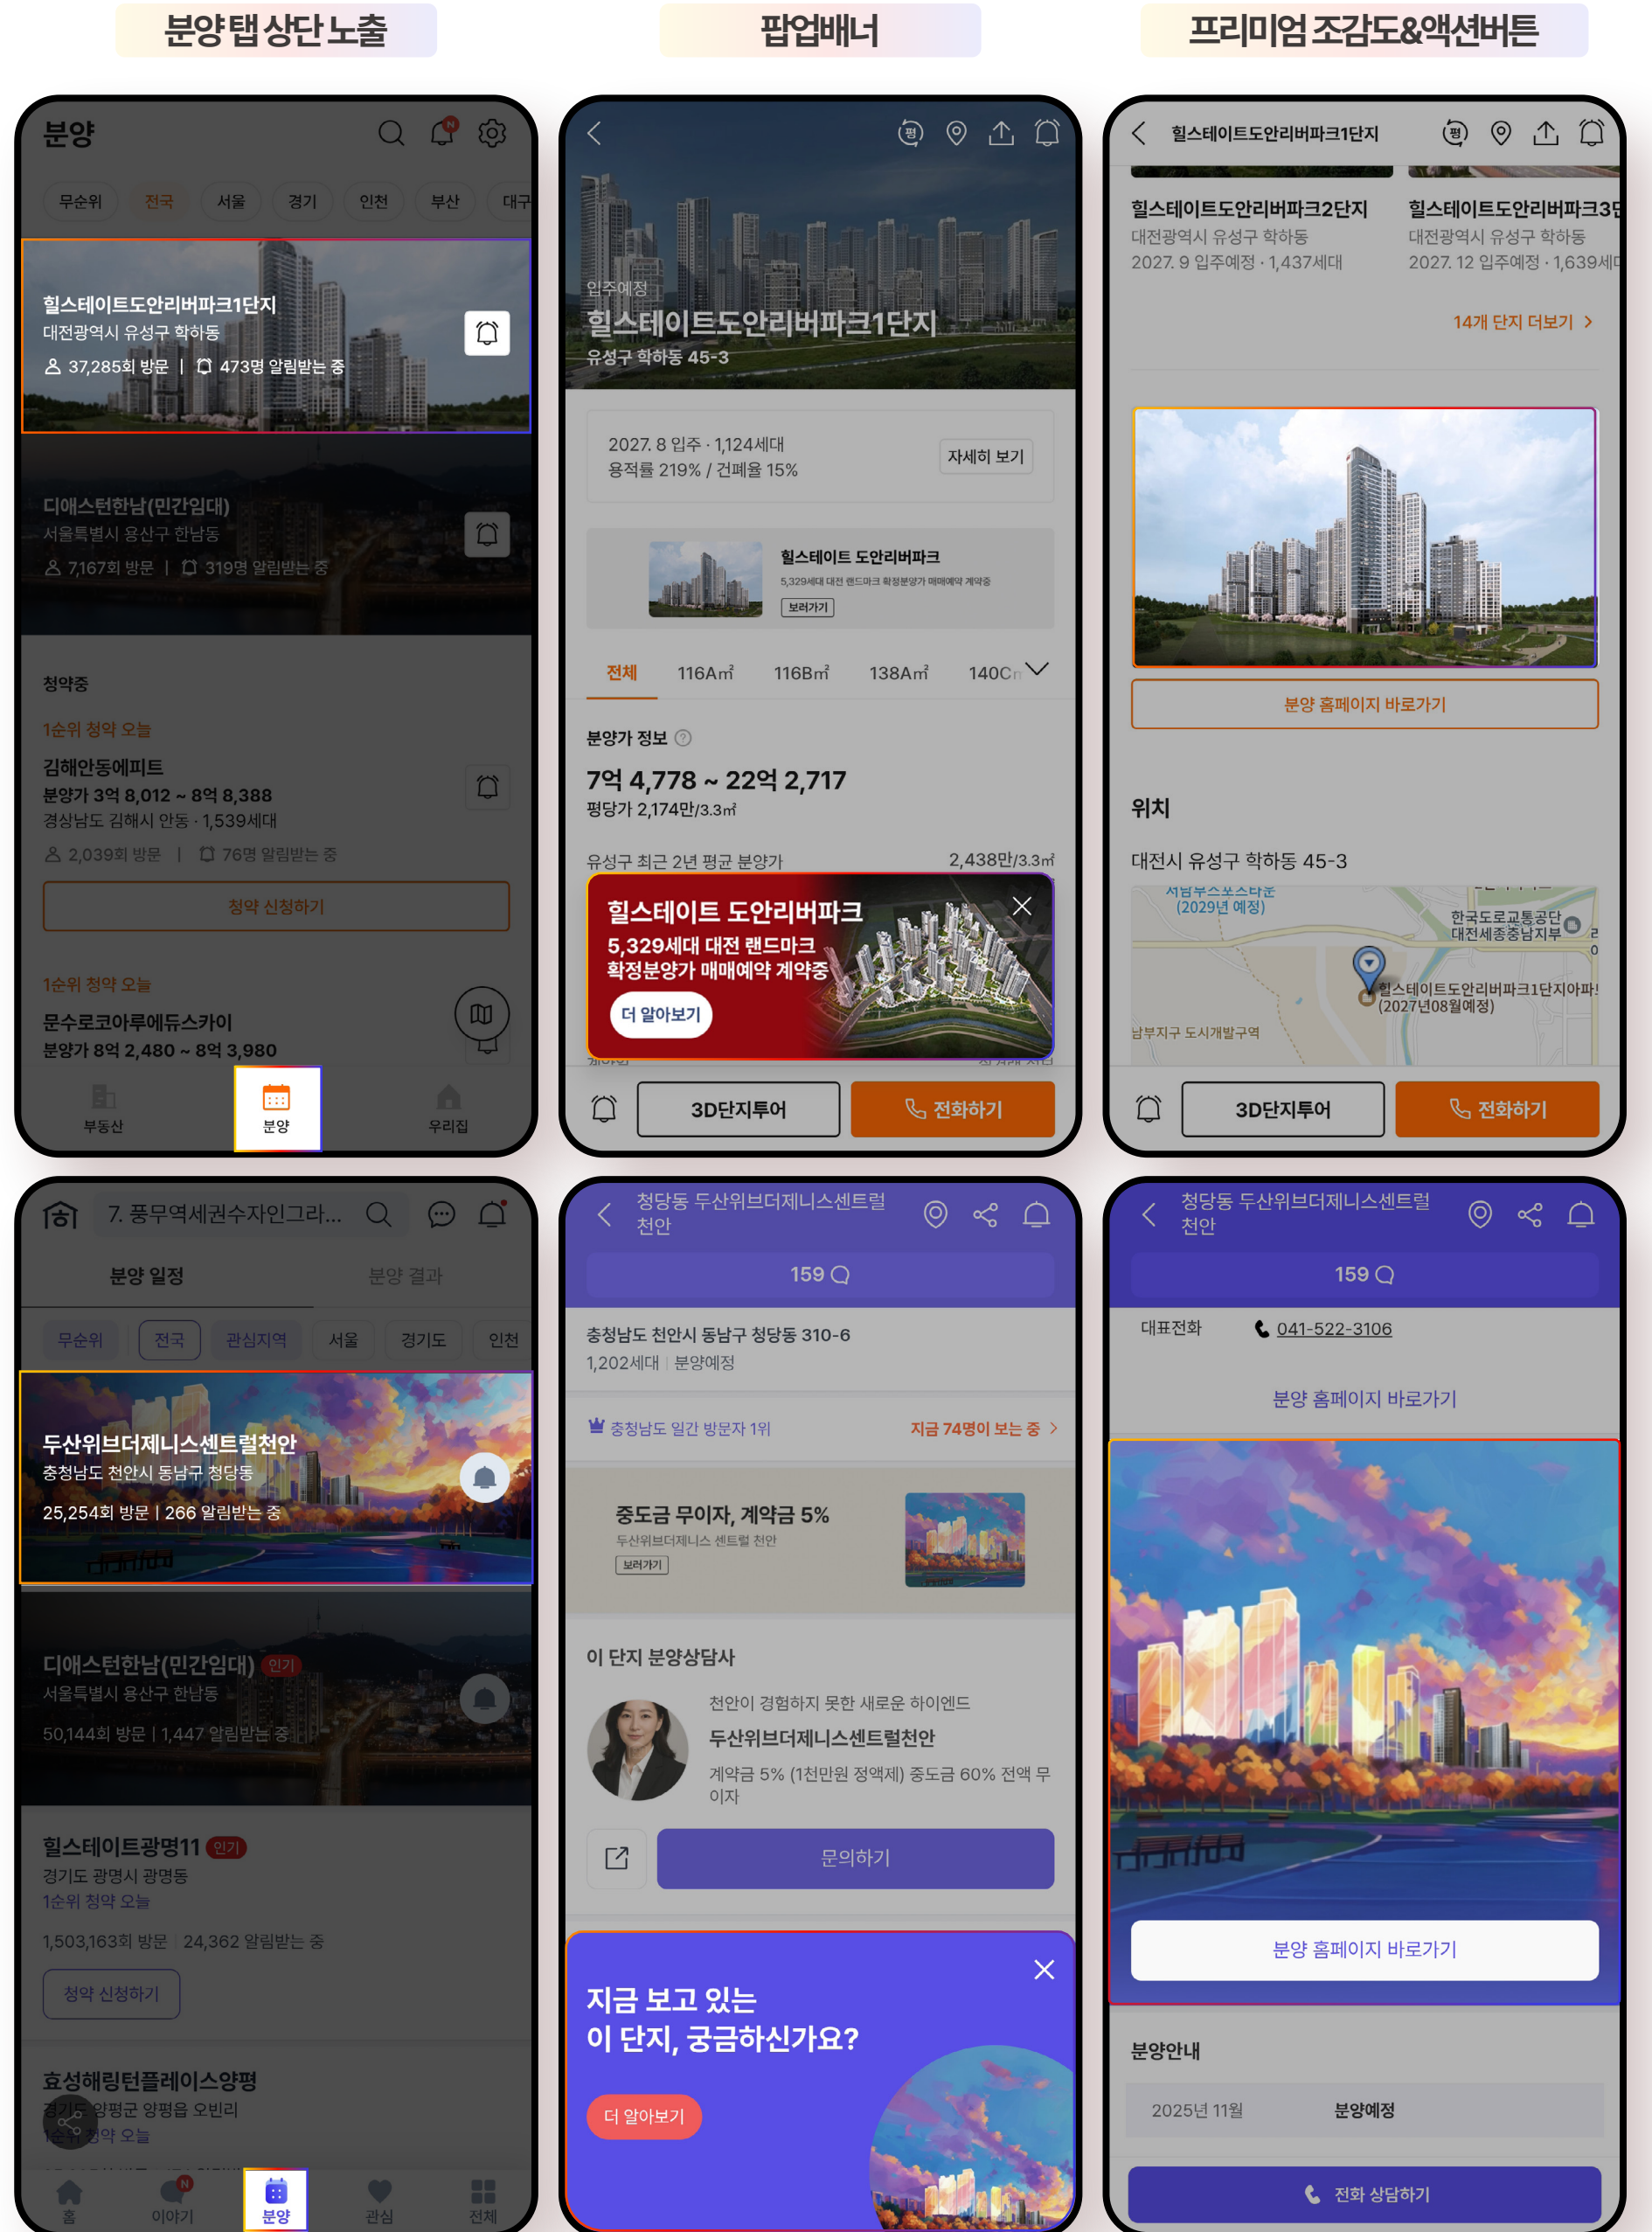 분양 탭 상단 노출
팝업배너
프리미엄 조감도&액션버튼
분양
N
무순위
전국
서울
경기
인천
부산
대구
힐스테이트도안리버파크1단지
대전광역시 유성구 학하동
37,285회 방문 | 473명 알림받는 중
디애스턴한남(민간임대)
서울특별시 용산구 한남동
7,167회 방문 | 319명 알림받는 중
청약중
1순위 청약 오늘
김해안동에피트
분양가 3억 8,012 ~ 8억 8,388
경상남도 김해시 안동 · 1,539세대
2,039회 방문 | 76명 알림받는 중
청약 신청하기
1순위 청약 오늘
문수로코아루에듀스카이
분양가 8억 2,480 ~ 8억 3,980
부동산
분양
우리집
평
입주예정
힐스테이트도안리버파크1단지
유성구 학하동 45-3
2027. 8 입주 · 1,124세대
용적률 219% / 건폐율 15%
자세히 보기
힐스테이트 도안리버파크
5,329세대 대전 랜드마크 확정분양가 매매예약 계약중
보러가기
전체
116A㎡
116B㎡
138A㎡
140C
분양가 정보 ?
7억 4,778 ~ 22억 2,717
평당가 2,174만/3.3㎡
유성구 최근 2년 평균 분양가
2,438만/3.3㎡
힐스테이트 도안리버파크
5,329세대 대전 랜드마크
확정분양가 매매예약 계약중
더 알아보기
3D단지투어
전화하기
힐스테이트도안리버파크1단지
평
힐스테이트도안리버파크2단지
대전광역시 유성구 학하동
2027. 9 입주예정 · 1,437세대
힐스테이트도안리버파크3단
대전광역시 유성구 학하동
2027. 12 입주예정 · 1,639세대
14개 단지 더보기 >
분양 홈페이지 바로가기
위치
대전시 유성구 학하동 45-3
서남부스포츠타운
(2029년 예정)
한국도로교통공단
대전세종충남지부
힐스테이트도안리버파크1단지아파트
(2027년08월예정)
남부지구 도시개발구역
3D단지투어
전화하기
7. 풍무역세권수자인그라...
분양 일정
분양 결과
무순위
전국
관심지역
서울
경기도
인천
두산위브더제니스센트럴천안
충청남도 천안시 동남구 청당동
25,254회 방문 | 266 알림받는 중
디애스턴한남(민간임대) 인기
서울특별시 용산구 한남동
50,144회 방문 | 1,447 알림받는 중
힐스테이트광명11 인기
경기도 광명시 광명동
1순위 청약 오늘
1,503,163회 방문 | 24,362 알림받는 중
청약 신청하기
효성해링턴플레이스양평
경기도 양평군 양평읍 오빈리
1순위 청약 오늘
홈
N
이야기
분양
관심
전체
청당동 두산위브더제니스센트럴
천안
159
충청남도 천안시 동남구 청당동 310-6
1,202세대 | 분양예정
충청남도 일간 방문자 1위
지금 74명이 보는 중 >
중도금 무이자, 계약금 5%
두산위브더제니스 센트럴 천안
보러가기
이 단지 분양상담사
천안이 경험하지 못한 새로운 하이엔드
두산위브더제니스센트럴천안
계약금 5% (1천만원 정액제) 중도금 60% 전액 무
이자
문의하기
지금 보고 있는
이 단지, 궁금하신가요?
더 알아보기
청당동 두산위브더제니스센트럴
천안
159
대표전화
041-522-3106
분양 홈페이지 바로가기
분양 홈페이지 바로가기
분양안내
2025년 11월
분양예정
전화 상담하기